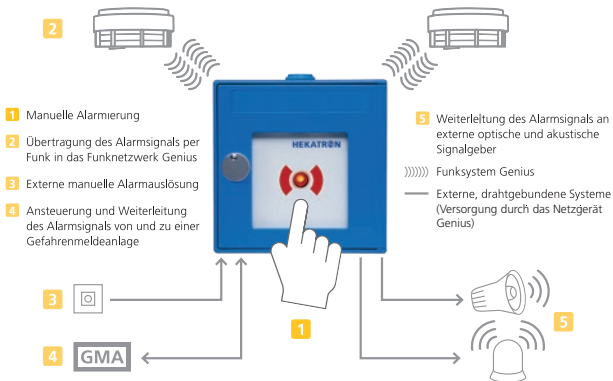 2
1 Manuelle Alarmierung
2 Übertragung des Alarmsignals per
Funk in das Funknetzwerk Genius
3 Externe manuelle Alarmauslösung
4 Ansteuerung und Weiterleitung
des Alarmsignals von und zu einer
Gefahrenmeldeanlage
HEKATRON
5 Weiterleitung des Alarmsignals an
externe optische und akustische
Signalgeber
Funksystem Genius
Externe, drahtgebundene Systeme
(Versorgung durch das Netzgerät
Genius)
3
1
5
4 GMA